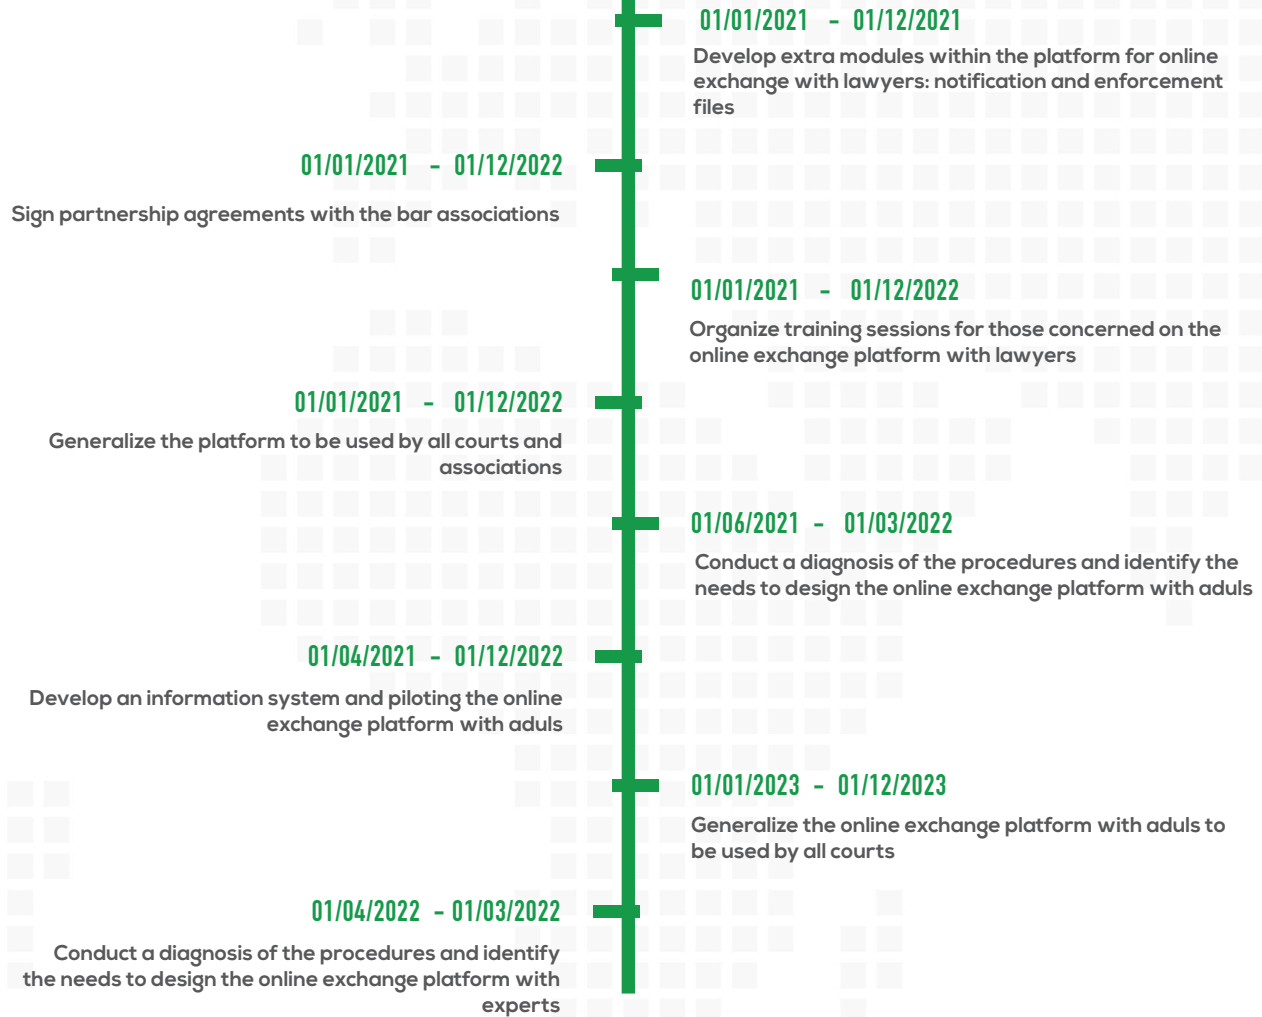 01/01/2021 - 01/12/2021
Develop extra modules within the platform for online
exchange with lawyers: notification and enforcement
files
01/01/2021 - 01/12/2022
Sign partnership agreements with the bar associations
01/01/2021 - 01/12/2022
Organize training sessions for those concerned on the
online exchange platform with lawyers
01/01/2021 - 01/12/2022
Generalize the platform to be used by all courts and
associations
01/06/2021 - 01/03/2022
Conduct a diagnosis of the procedures and identify the
needs to design the online exchange platform with aduls
01/04/2021 - 01/12/2022
Develop an information system and piloting the online
exchange platform with aduls
01/01/2023 - 01/12/2023
Generalize the online exchange platform with aduls to
be used by all courts
01/04/2022 - 01/03/2022
Conduct a diagnosis of the procedures and identify
the needs to design the online exchange platform with
experts